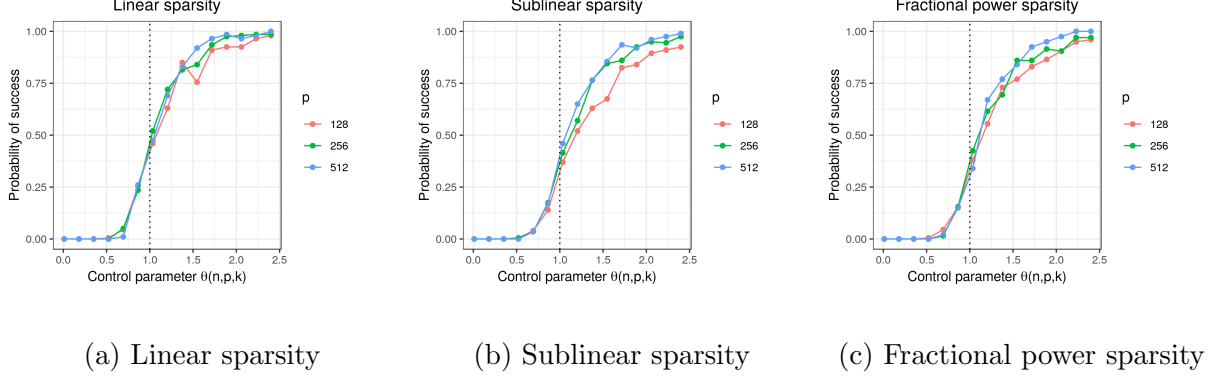 Linear sparsity
Probability of success
1.00
0.75
0.50
0.25
0.00
0.0 0.5 1.0 1.5 2.0 2.5
Control parameter θ(n,p,k)
p
128
256
512
(a) Linear sparsity
Sublinear sparsity
Probability of success
1.00
0.75
0.50
0.25
0.00
0.0 0.5 1.0 1.5 2.0 2.5
Control parameter θ(n,p,k)
p
128
256
512
(b) Sublinear sparsity
Fractional power sparsity
Probability of success
1.00
0.75
0.50
0.25
0.00
0.0 0.5 1.0 1.5 2.0 2.5
Control parameter θ(n,p,k)
p
128
256
512
(c) Fractional power sparsity